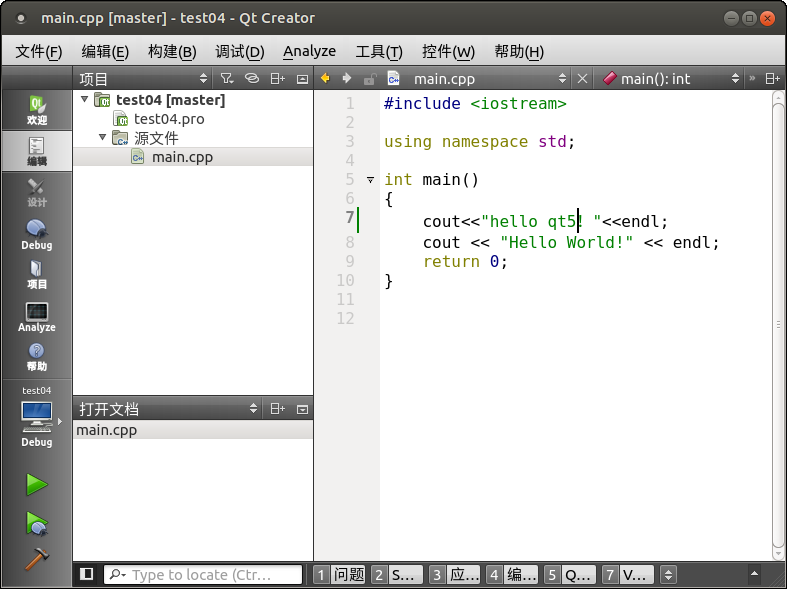 main.cpp [master] - test04 - Qt Creator
文件(F) 编辑(E) 构建(B) 调试(D) Analyze 工具(T) 控件(W) 帮助(H)
项目 main.cpp main(): int
欢迎
编辑
设计
Debug
项目
Analyze
帮助
test04
Debug
test04 [master]
test04.pro
源文件
main.cpp
打开文档
main.cpp
1 #include <iostream>
2
3 using namespace std;
4
5 int main()
6 {
7 cout<<"hello qt5! "<<endl;
8 cout << "Hello World!" << endl;
9 return 0;
10 }
11
12
Type to locate (Ctr... 1 问题 2 S... 3 应... 4 编... 5 Q... 7 V...